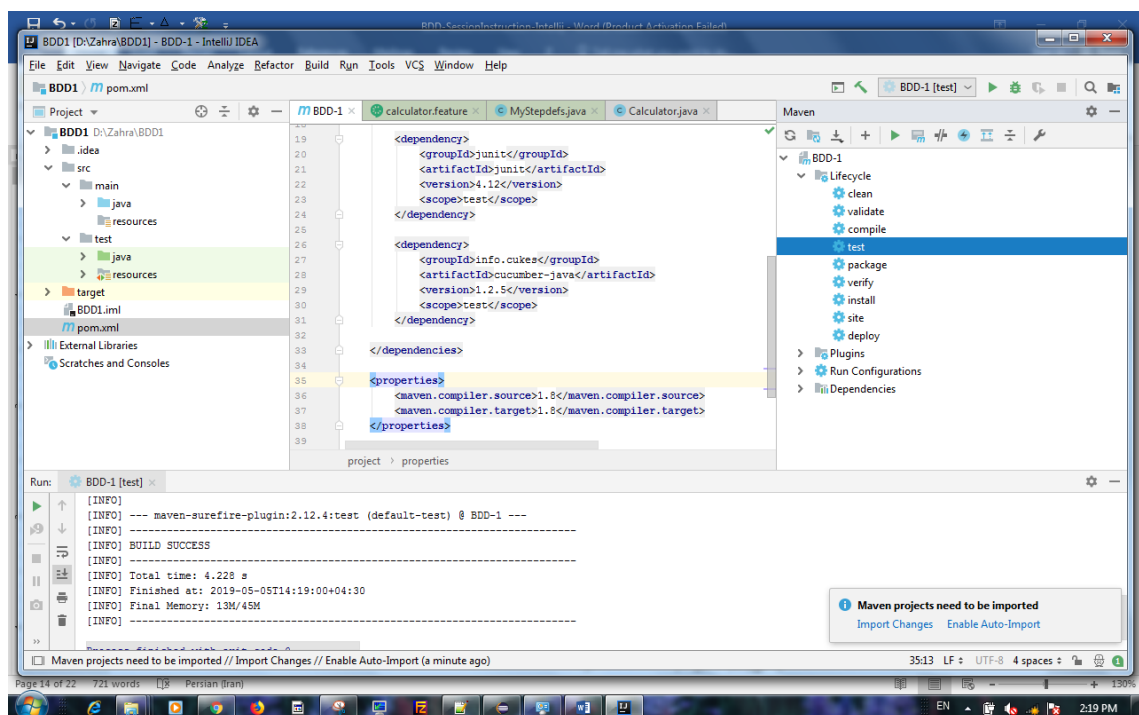 BDD-SessionInstruction-Intellij - Word (Product Activation Failed)
BDD1 [D:\Zahra\BDD1] - BDD-1 - IntelliJ IDEA
File Edit View Navigate Code Analyze Refactor Build Run Tools VCS Window Help
BDD1 pom.xml
BDD-1 [test]
Project
BDD-1
calculator.feature
MyStepdefs.java
Calculator.java
Maven
BDD1 D:\Zahra\BDD1
.idea
src
main
java
resources
test
java
resources
target
BDD1.iml
pom.xml
External Libraries
Scratches and Consoles
19 <dependency>
20 <groupId>junit</groupId>
21 <artifactId>junit</artifactId>
22 <version>4.12</version>
23 <scope>test</scope>
24 </dependency>
25
26 <dependency>
27 <groupId>info.cukes</groupId>
28 <artifactId>cucumber-java</artifactId>
29 <version>1.2.5</version>
30 <scope>test</scope>
31 </dependency>
32
33 </dependencies>
34
35 <properties>
36 <maven.compiler.source>1.8</maven.compiler.source>
37 <maven.compiler.target>1.8</maven.compiler.target>
38 </properties>
39
project > properties
BDD-1
Lifecycle
clean
validate
compile
test
package
verify
install
site
deploy
Plugins
Run Configurations
Dependencies
Run: BDD-1 [test]
[INFO]
[INFO] --- maven-surefire-plugin:2.12.4:test (default-test) @ BDD-1 ---
[INFO] ------------------------------------------------------------------------
[INFO] BUILD SUCCESS
[INFO] ------------------------------------------------------------------------
[INFO] Total time: 4.228 s
[INFO] Finished at: 2019-05-05T14:19:00+04:30
[INFO] Final Memory: 13M/45M
[INFO] ------------------------------------------------------------------------
Process finished with exit code 0
Maven projects need to be imported
Import Changes Enable Auto-Import
Maven projects need to be imported // Import Changes // Enable Auto-Import (a minute ago)
35:13 LF UTF-8 4 spaces 1
Page 14 of 22 721 words Persian (Iran) 130%
EN 2:19 PM